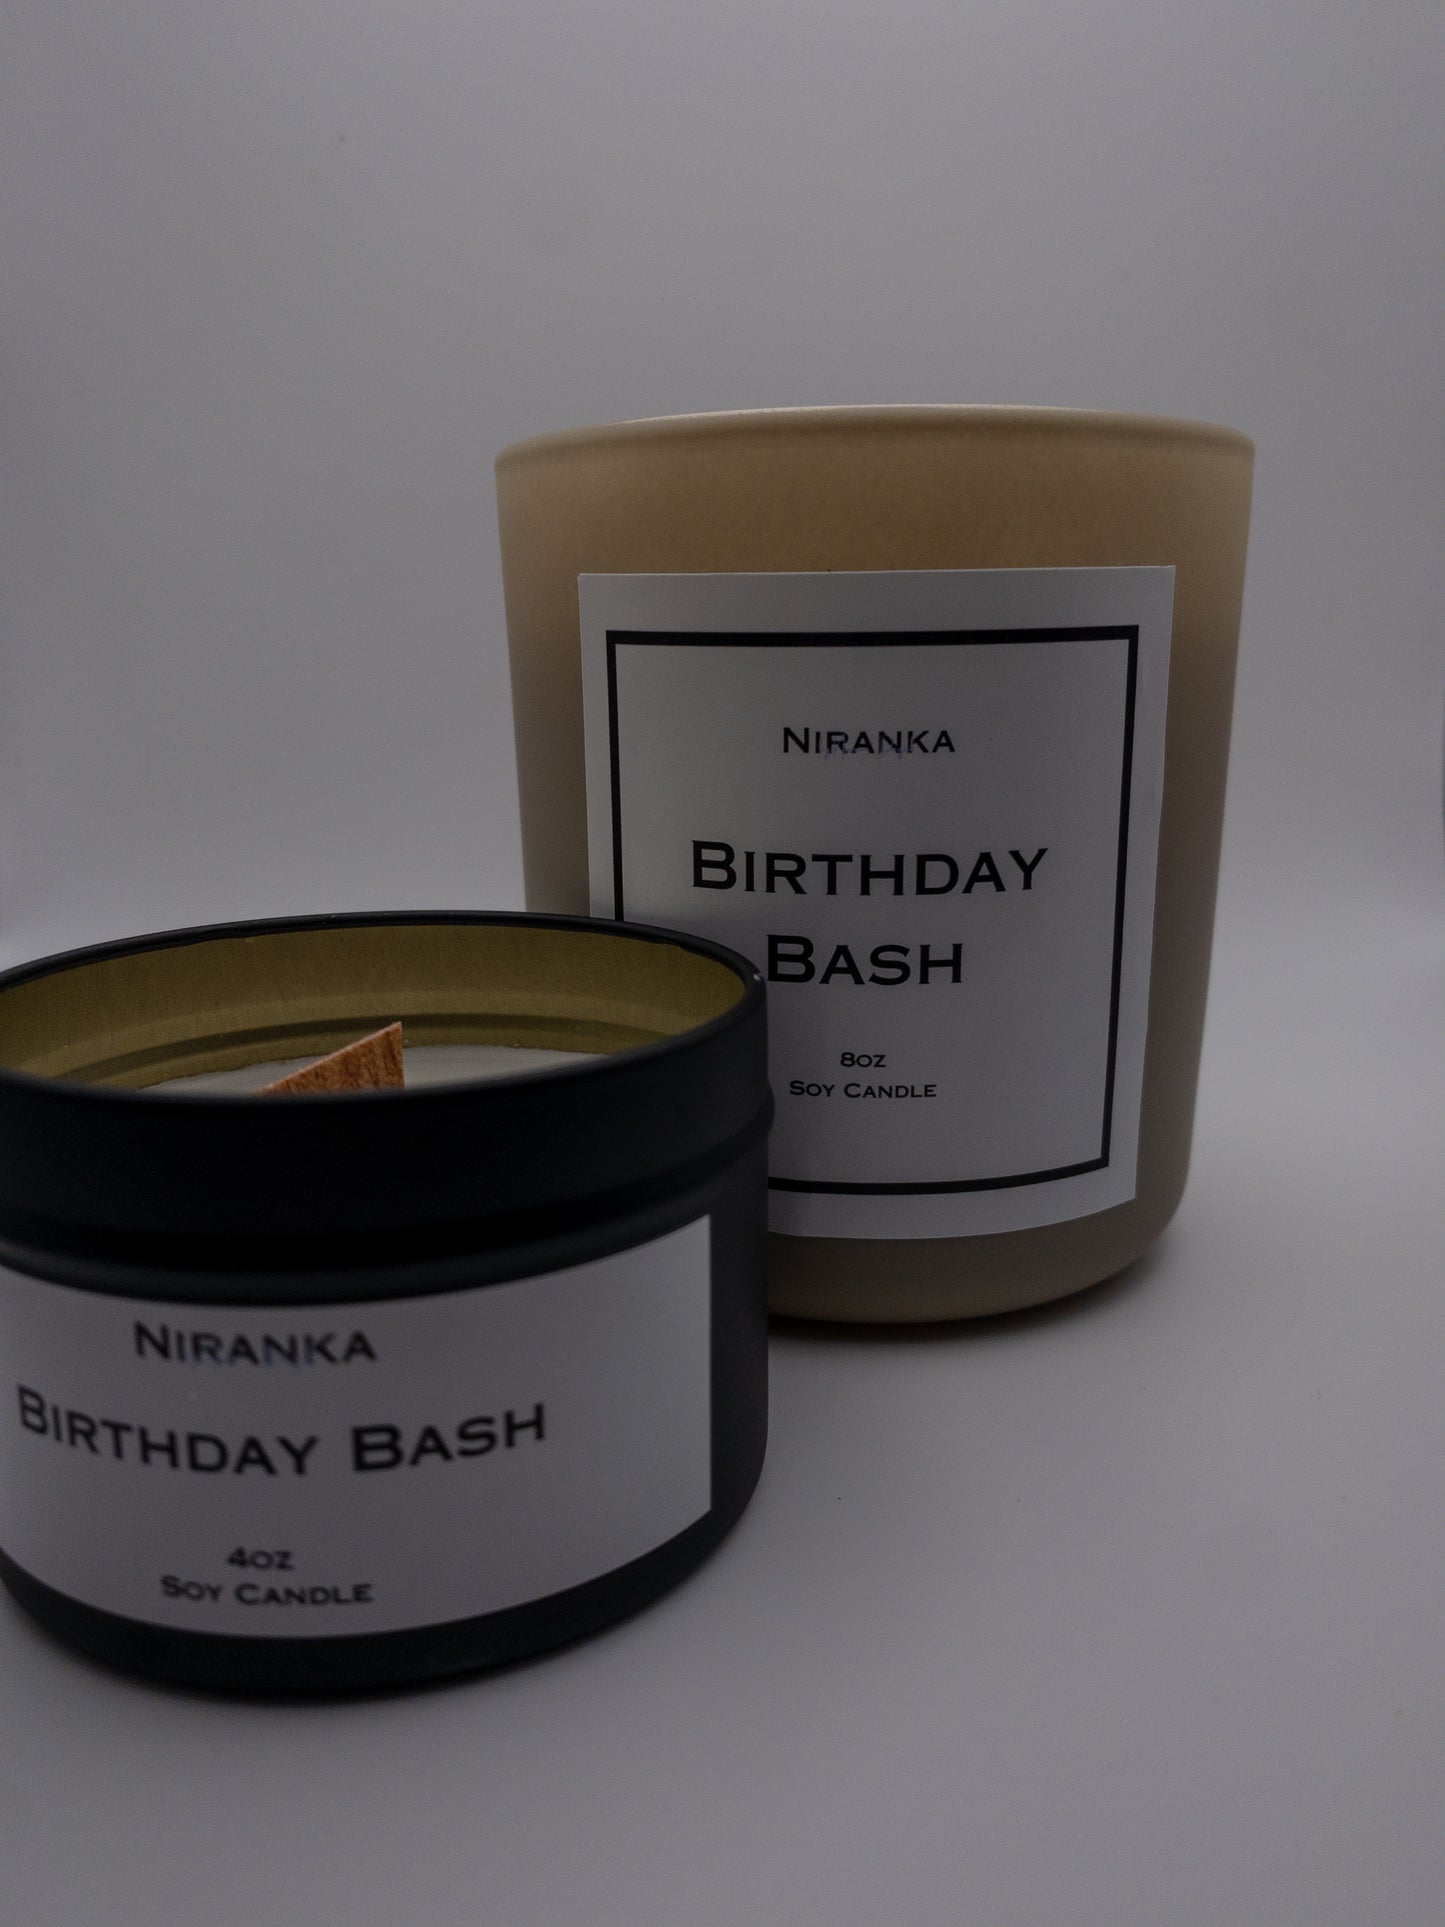 Niranka
Birthday
Bash
8oz
Soy Candle
Niranka
Birthday Bash
4oz
Soy Candle